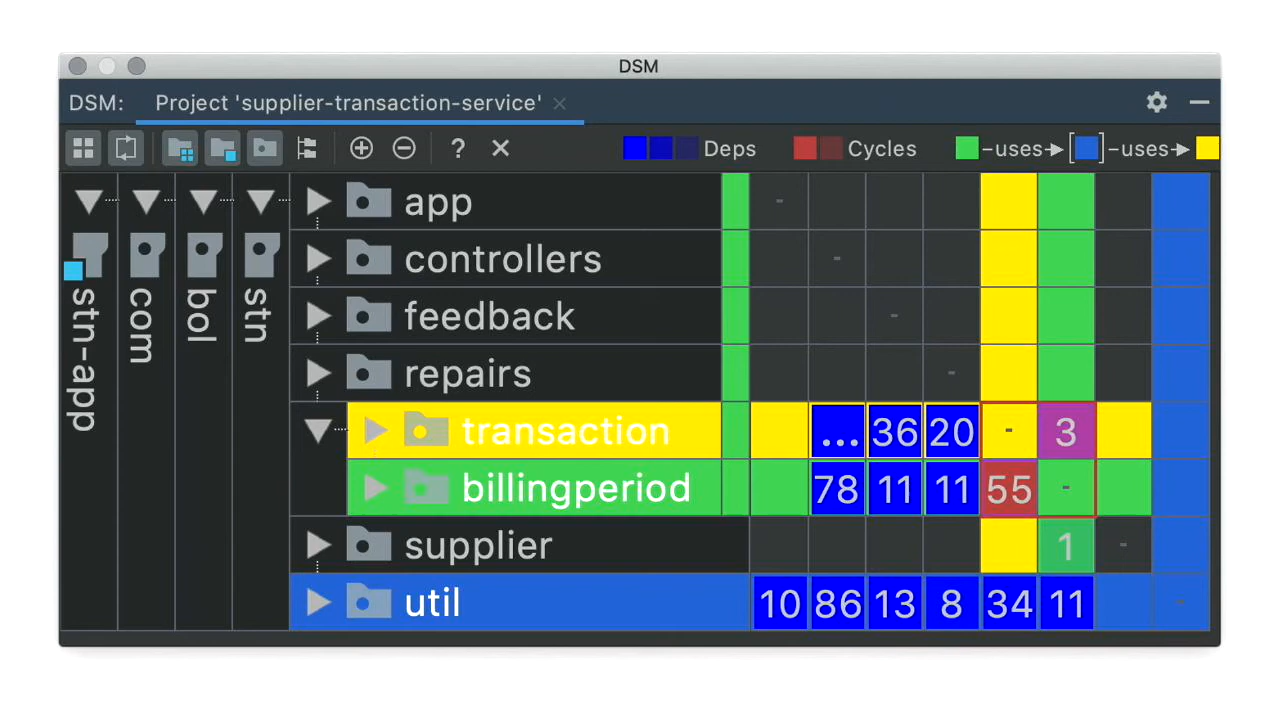 DSM
DSM: Project 'supplier-transaction-service' ×
? × Deps Cycles –uses→[ ]–uses→
stn-app com bol stn
app -
controllers -
feedback -
repairs -
transaction ... 36 20 - 3
billingperiod 78 11 11 55 -
supplier 1 -
util 10 86 13 8 34 11 -